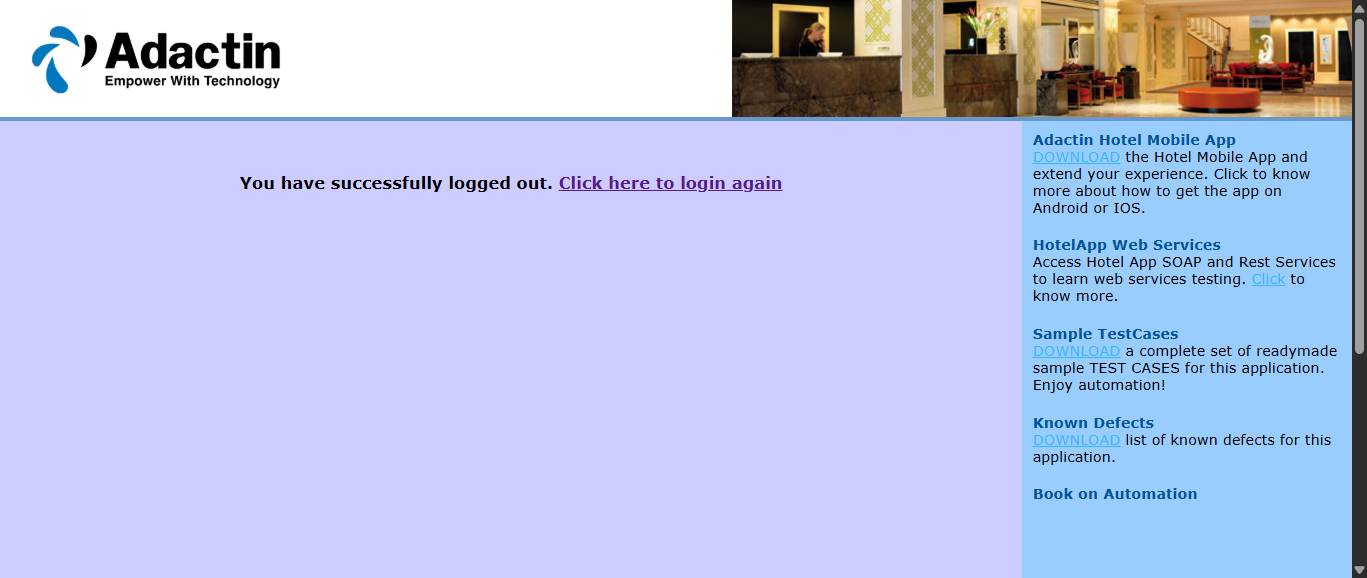 Adactin
Empower With Technology
You have successfully logged out. Click here to login again
Adactin Hotel Mobile App
DOWNLOAD the Hotel Mobile App and
extend your experience. Click to know
more about how to get the app on
Android or IOS.
HotelApp Web Services
Access Hotel App SOAP and Rest Services
to learn web services testing. Click to
know more.
Sample TestCases
DOWNLOAD a complete set of readymade
sample TEST CASES for this application.
Enjoy automation!
Known Defects
DOWNLOAD list of known defects for this
application.
Book on Automation